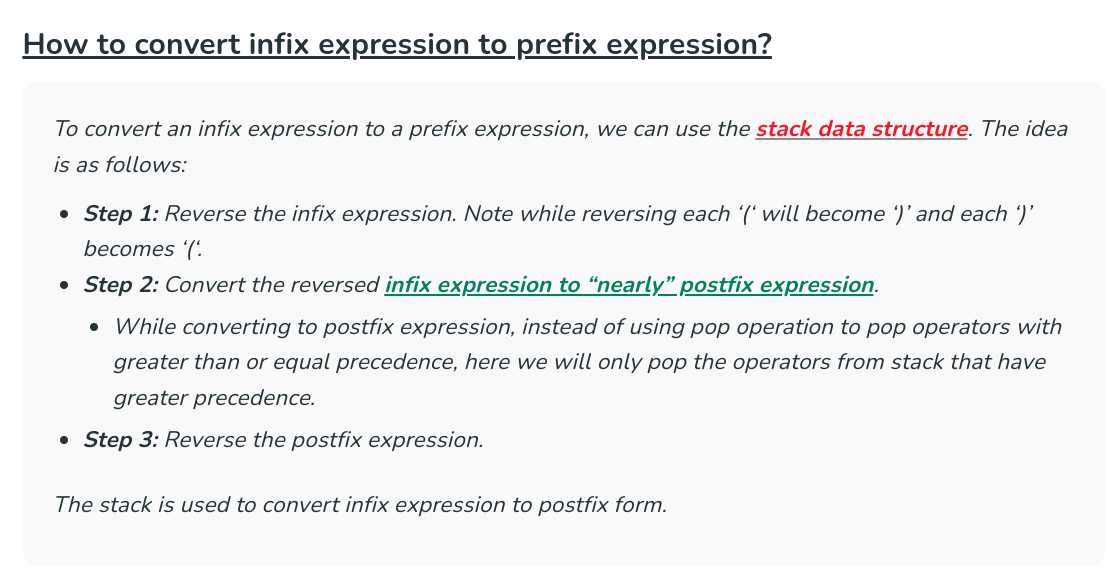 How to convert infix expression to prefix expression?
To convert an infix expression to a prefix expression, we can use the stack data structure. The idea
is as follows:
• Step 1: Reverse the infix expression. Note while reversing each ‘(‘ will become ‘)’ and each ‘)’
becomes ‘(‘.
• Step 2: Convert the reversed infix expression to “nearly” postfix expression.
• While converting to postfix expression, instead of using pop operation to pop operators with
greater than or equal precedence, here we will only pop the operators from stack that have
greater precedence.
• Step 3: Reverse the postfix expression.
The stack is used to convert infix expression to postfix form.